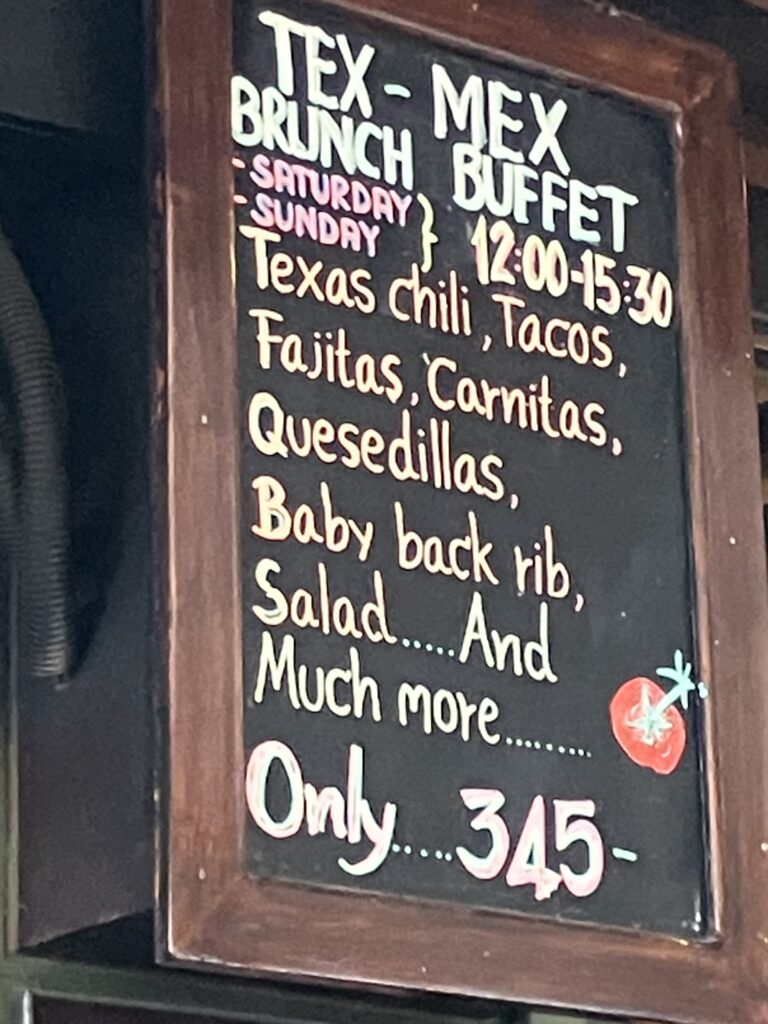 TEX-MEX
BRUNCH BUFFET
- SATURDAY
- SUNDAY } 12:00-15:30
Texas chili, Tacos,
Fajitas, Carnitas,
Quesedillas,
Baby back rib,
Salad.....And
Much more.........
Only.....345-